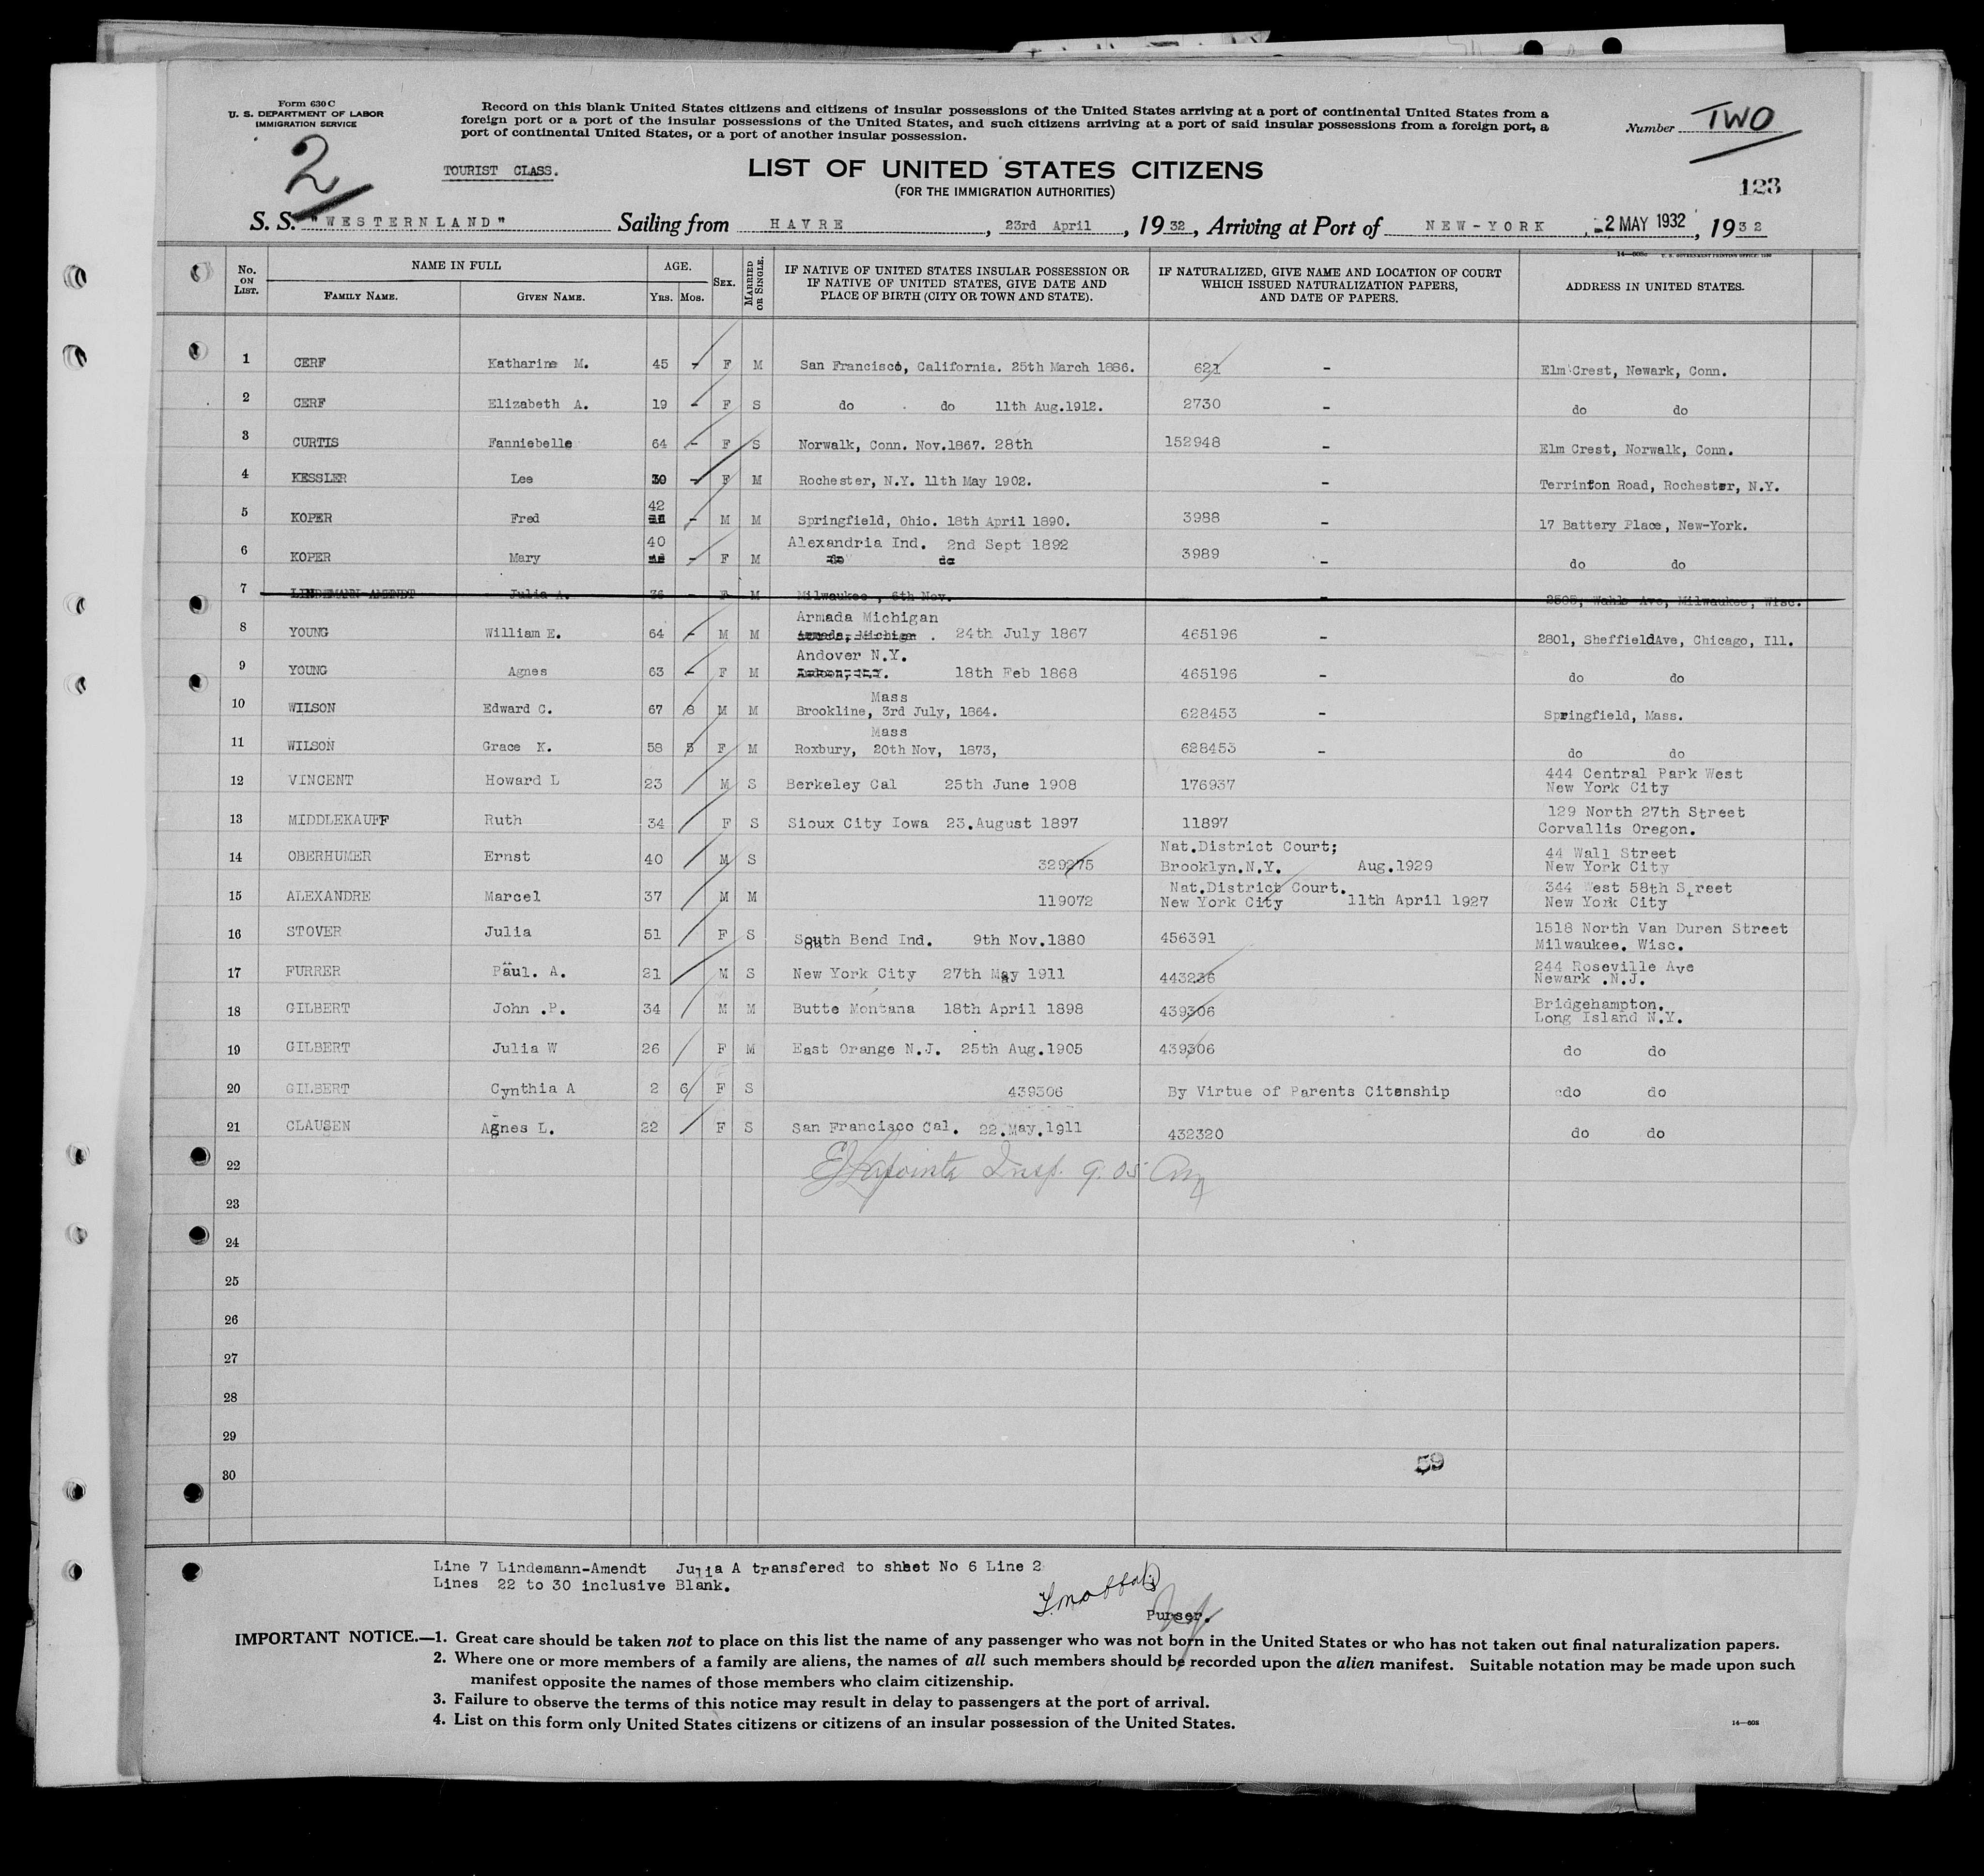 Form 630 C
U. S. DEPARTMENT OF LABOR
IMMIGRATION SERVICE
Record on this blank United States citizens and citizens of insular possessions of the United States arriving at a port of continental United States from a
foreign port or a port of the insular possessions of the United States, and such citizens arriving at a port of said insular possessions from a foreign port, a
port of continental United States, or a port of another insular possession.
Number TWO
2
TOURIST CLASS.
LIST OF UNITED STATES CITIZENS
(FOR THE IMMIGRATION AUTHORITIES)
123
S. S. "WESTERNLAND" Sailing from HAVRE, 23rd April, 1932, Arriving at Port of NEW-YORK, 2 MAY 1932, 1932
No. ON LIST. NAME IN FULL FAMILY NAME. GIVEN NAME. AGE. YRS. MOS. SEX. MARRIED OR SINGLE. IF NATIVE OF UNITED STATES INSULAR POSSESSION OR IF NATIVE OF UNITED STATES, GIVE DATE AND PLACE OF BIRTH (CITY OR TOWN AND STATE). IF NATURALIZED, GIVE NAME AND LOCATION OF COURT WHICH ISSUED NATURALIZATION PAPERS, AND DATE OF PAPERS. ADDRESS IN UNITED STATES.
1 CERF Katharine M. 45 - F M San Francisco, California. 25th March 1886. 621 - Elm Crest, Newark, Conn.
2 CERF Elizabeth A. 19 - F S do do 11th Aug.1912. 2730 - do do
3 CURTIS Fanniebelle 64 - F S Norwalk, Conn. Nov.1867. 28th 152948 - Elm Crest, Norwalk, Conn.
4 KESSLER Lee 30 - F M Rochester, N.Y. 11th May 1902. - Terrinton Road, Rochester, N.Y.
5 KOPER Fred 42 - M M Springfield, Ohio. 18th April 1890. 3988 - 17 Battery Place, New-York.
6 KOPER Mary 40 - F M Alexandria Ind. 2nd Sept 1892 do do 3989 - do do
7 LINDEMANN-AMENDT Julia A. 36 - F M Milwaukee, 6th Nov. - 2505, Wahl Ave, Milwaukee, Wisc.
8 YOUNG William E. 64 - M M Armada Michigan Armada, Michigan. 24th July 1867 465196 - 2801, SheffieldAve, Chicago, Ill.
9 YOUNG Agnes 63 - F M Andover N.Y. 18th Feb 1868 465196 - do do
10 WILSON Edward C. 67 8 M M Mass Brookline, 3rd July, 1864. 628453 - Springfield, Mass.
11 WILSON Grace K. 58 5 F M Mass Roxbury, 20th Nov, 1873, 628453 - do do
12 VINCENT Howard L 23 M S Berkeley Cal 25th June 1908 176937 444 Central Park West New York City
13 MIDDLEKAUFF Ruth 34 F S Sioux City Iowa 23.August 1897 11897 129 North 27th Street Corvallis Oregon.
14 OBERHUMER Ernst 40 M S 329275 Nat.District Court; Brooklyn.N.Y. Aug.1929 44 Wall Street New York City
15 ALEXANDRE Marcel 37 M M 119072 Nat.District Court. New York City 11th April 1927 344 West 58th Street New York City
16 STOVER Julia 51 F S South Bend Ind. 9th Nov.1880 456391 1518 North Van Duren Street Milwaukee. Wisc.
17 FURRER Paul. A. 21 M S New York City 27th May 1911 443236 244 Roseville Ave Newark .N.J.
18 GILBERT John .P. 34 M M Butte Montana 18th April 1898 439306 Bridgehampton. Long Island N.Y.
19 GILBERT Julia W 26 F M East Orange N.J. 25th Aug.1905 439306 do do
20 GILBERT Cynthia A 2 6 F S 439306 By Virtue of Parents Citenship do do
21 CLAUSEN Agnes L. 22 F S San Francisco Cal. 22.May.1911 432320 do do
22 E Lapointe Insp. 9.05 Am
23
24
25
26
27
28
29
30
59
Line 7 Lindemann-Amendt Julia A transfered to sheet No 6 Line 2
Lines 22 to 30 inclusive Blank.
Purser.
IMPORTANT NOTICE.—1. Great care should be taken not to place on this list the name of any passenger who was not born in the United States or who has not taken out final naturalization papers.
2. Where one or more members of a family are aliens, the names of all such members should be recorded upon the alien manifest. Suitable notation may be made upon such
manifest opposite the names of those members who claim citizenship.
3. Failure to observe the terms of this notice may result in delay to passengers at the port of arrival.
4. List on this form only United States citizens or citizens of an insular possession of the United States.
14—608